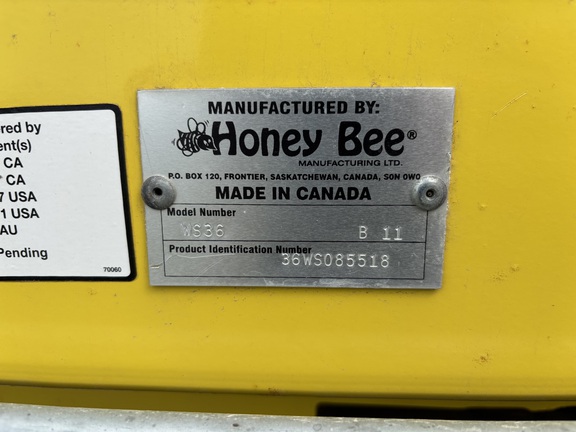 ered by
ent(s)
CA
CA
7 USA
1 USA
AU
Pending
70060
MANUFACTURED BY:
Honey Bee®
MANUFACTURING LTD.
P.O. BOX 120, FRONTIER, SASKATCHEWAN, CANADA, S0N 0W0
MADE IN CANADA
Model Number
WS36 B 11
Product Identification Number
36WS085518